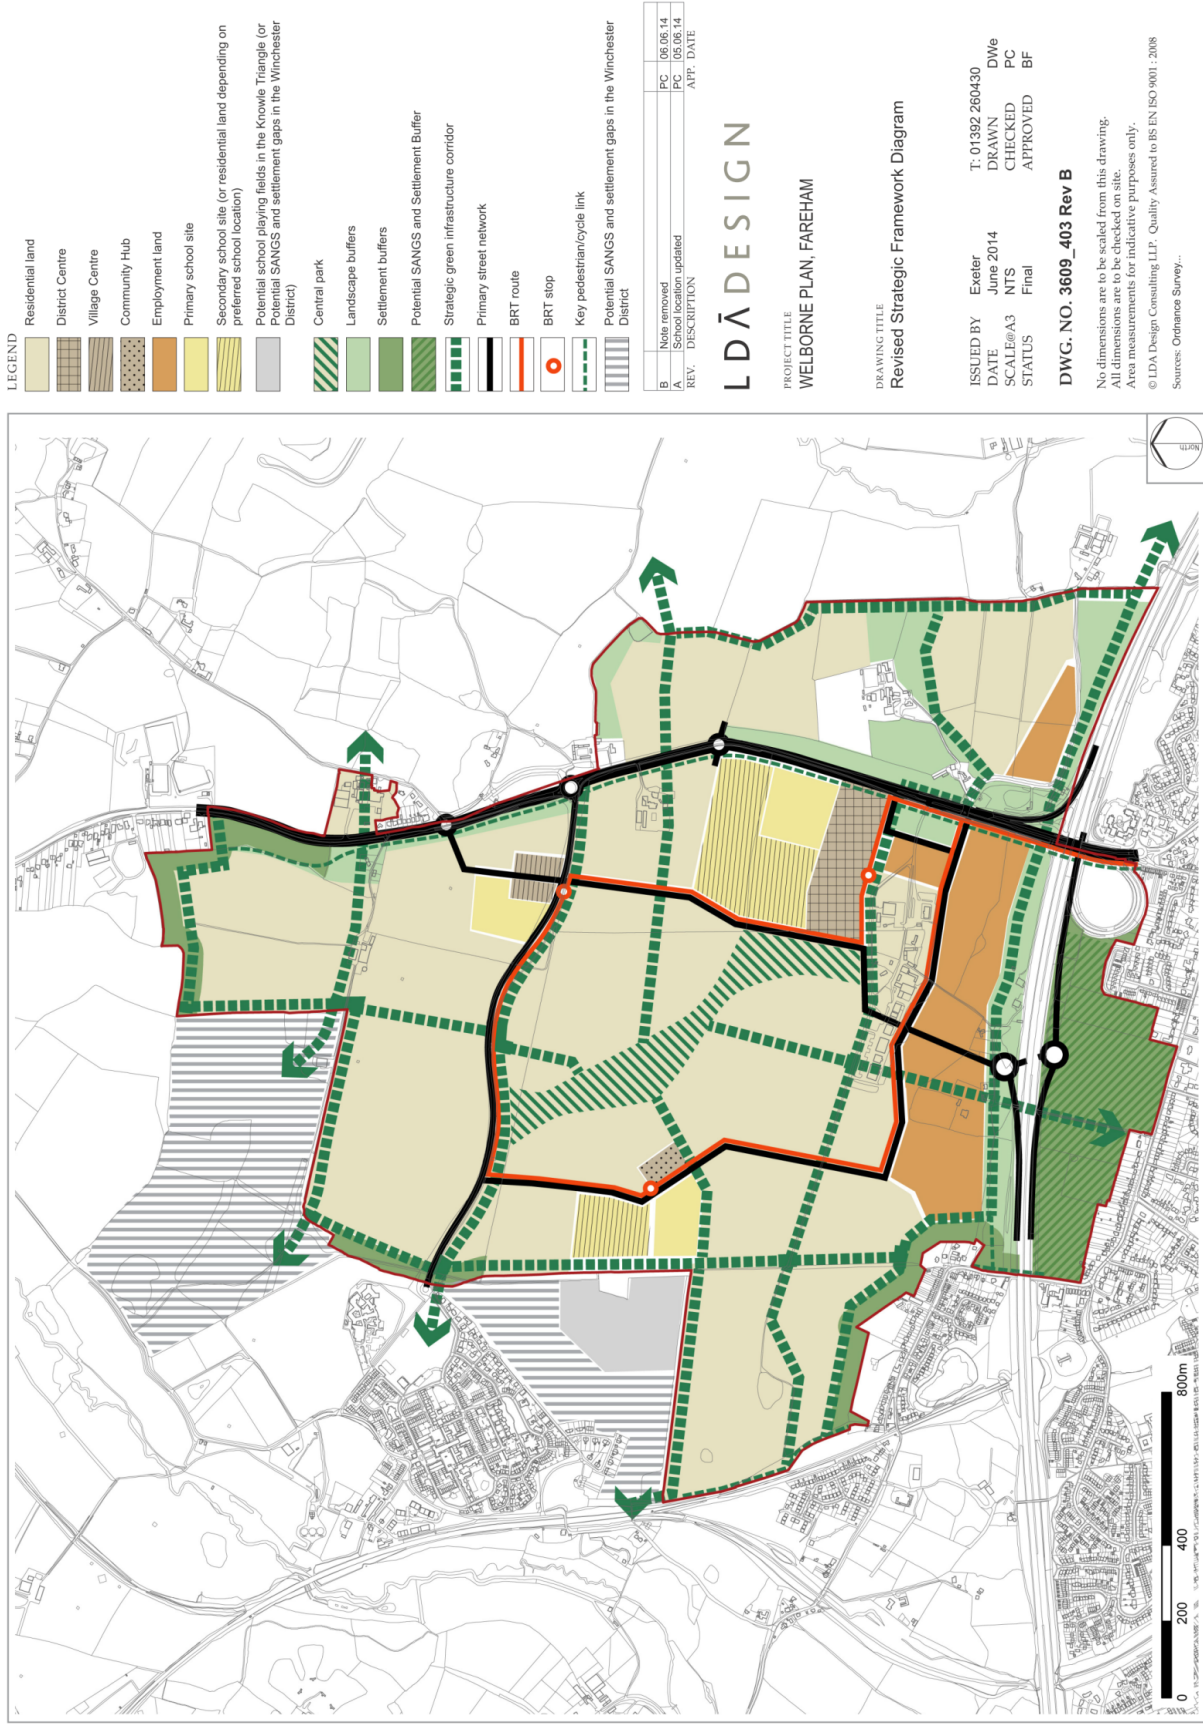 LEGEND
Residential land
District Centre
Village Centre
Community Hub
Employment land
Primary school site
Secondary school site (or residential land depending on
preferred school location)
Potential school playing fields in the Knowle Triangle (or
Potential SANGS and settlement gaps in the Winchester
District)
Central park
Landscape buffers
Settlement buffers
Potential SANGS and Settlement Buffer
Strategic green infrastructure corridor
Primary street network
BRT route
BRT stop
Key pedestrian/cycle link
Potential SANGS and settlement gaps in the Winchester
District
B Note removed PC 06.06.14
A School location updated PC 05.06.14
REV. DESCRIPTION APP. DATE
LDĀDESIGN
PROJECT TITLE
WELBORNE PLAN, FAREHAM
DRAWING TITLE
Revised Strategic Framework Diagram
ISSUED BY Exeter T: 01392 260430
DATE June 2014 DRAWN DWe
SCALE@A3 NTS CHECKED PC
STATUS Final APPROVED BF
DWG. NO. 3609_403 Rev B
No dimensions are to be scaled from this drawing.
All dimensions are to be checked on site.
Area measurements for indicative purposes only.
© LDA Design Consulting LLP. Quality Assured to BS EN ISO 9001 : 2008
Sources: Ordnance Survey...
North
0 200 400 800m